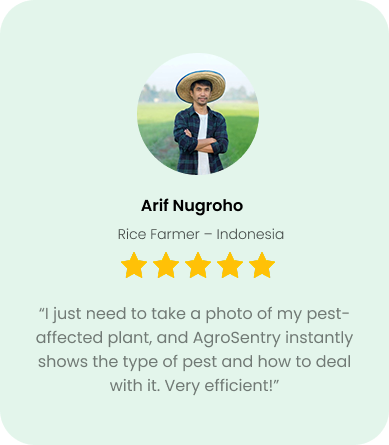 Arif Nugroho
Rice Farmer – Indonesia
“I just need to take a photo of my pest-
affected plant, and AgroSentry instantly
shows the type of pest and how to deal
with it. Very efficient!”